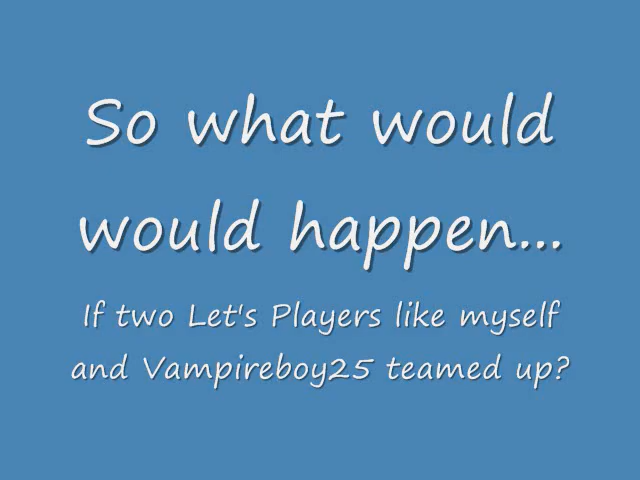 So what would
would happen...
If two Let's Players like myself
and Vampireboy25 teamed up?